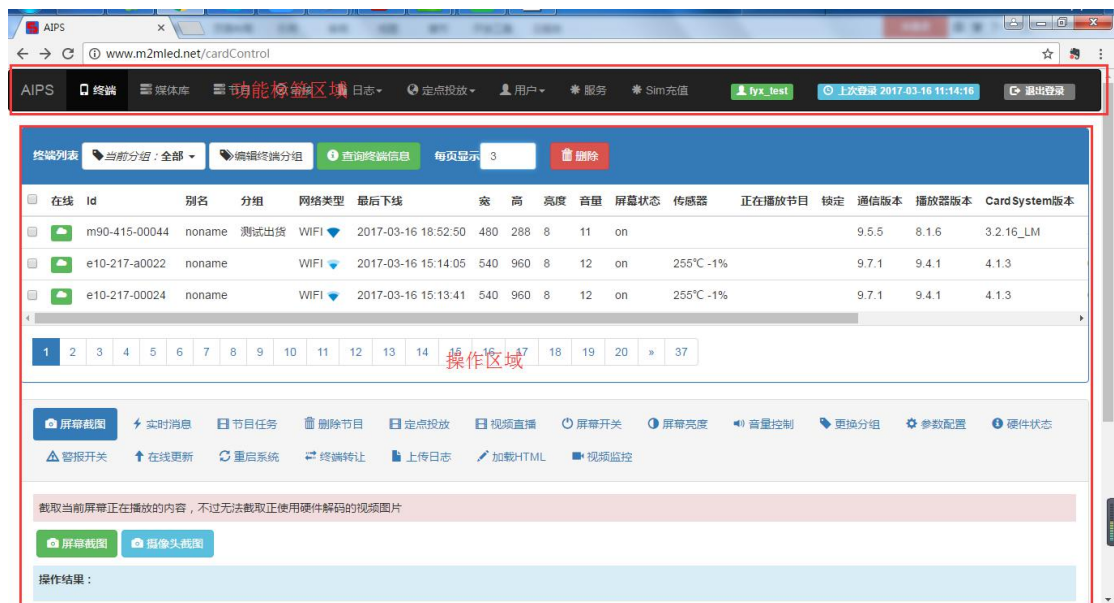 AIPS
www.m2mled.net/cardControl
AIPS 终端 媒体库 节目 审核 日志 定点投放 用户 服务 Sim充值 fyx_test 上次登录 2017-03-16 11:14:16 退出登录
功能标签区域
终端列表 当前分组：全部 编辑终端分组 查询终端信息 每页显示 3 删除
在线 Id 别名 分组 网络类型 最后下线 宽 高 亮度 音量 屏幕状态 传感器 正在播放节目 锁定 通信版本 播放器版本 CardSystem版本
m90-415-00044 noname 测试出货 WIFI 2017-03-16 18:52:50 480 288 8 11 on 9.5.5 8.1.6 3.2.16_LM
e10-217-a0022 noname WIFI 2017-03-16 15:14:05 540 960 8 12 on 255℃ -1% 9.7.1 9.4.1 4.1.3
e10-217-00024 noname WIFI 2017-03-16 15:13:41 540 960 8 12 on 255℃ -1% 9.7.1 9.4.1 4.1.3
1 2 3 4 5 6 7 8 9 10 11 12 13 14 15 16 17 18 19 20 » 37
操作区域
屏幕截图 实时消息 节目任务 删除节目 定点投放 视频直播 屏幕开关 屏幕亮度 音量控制 更换分组 参数配置 硬件状态
警报开关 在线更新 重启系统 终端转让 上传日志 加载HTML 视频监控
截取当前屏幕正在播放的内容，不过无法截取正使用硬件解码的视频图片
屏幕截图 摄像头截图
操作结果：